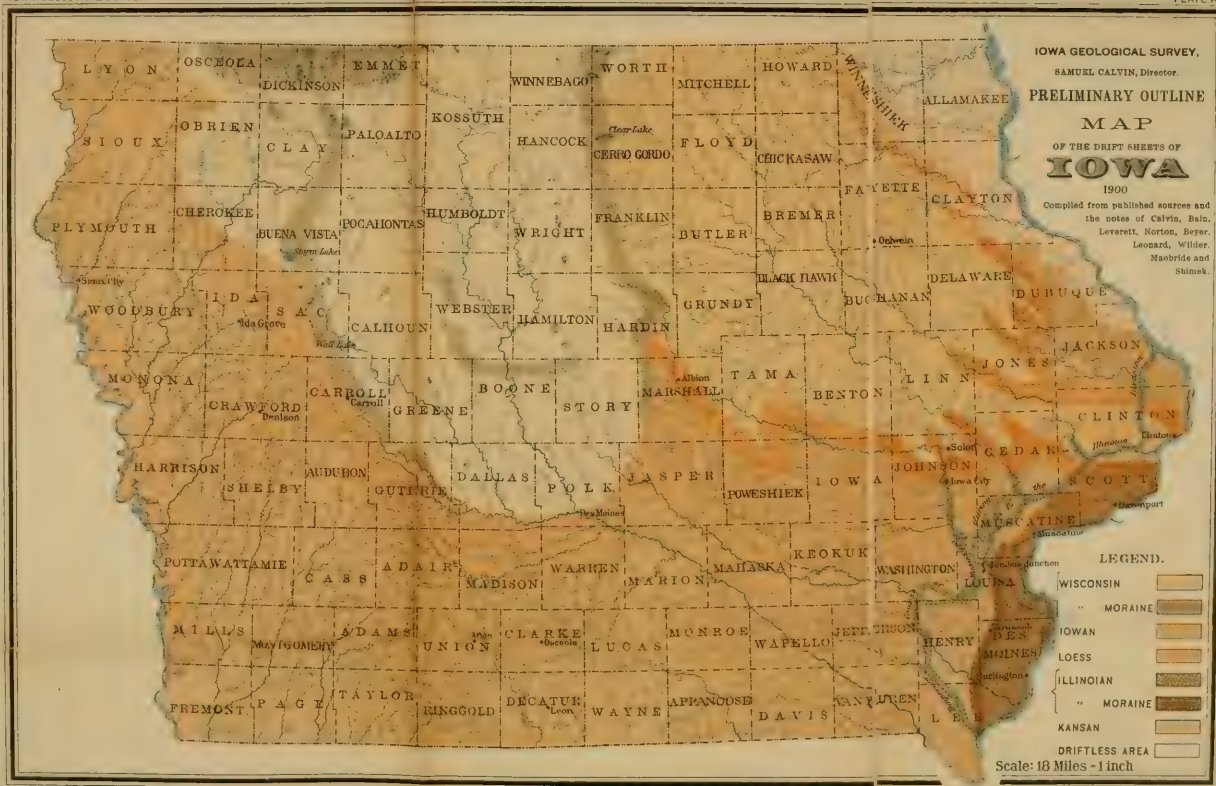 IOWA GEOLOGICAL SURVEY,
SAMUEL CALVIN, Director.
PRELIMINARY OUTLINE
MAP
OF THE DRIFT SHEETS OF
IOWA
1900
Compiled from published sources and
the notes of Calvin, Bain,
Leverett, Norton, Beyer,
Leonard, Wilder,
Macbride and
Shimek.
LYON
OSCEOLA
DICKINSON
EMMET
WINNEBAGO
WORTH
MITCHELL
HOWARD
WINNESHIEK
ALLAMAKEE
SIOUX
OBRIEN
CLAY
PALOALTO
KOSSUTH
HANCOCK
Clear Lake
CERRO GORDO
FLOYD
CHICKASAW
FAYETTE
CLAYTON
PLYMOUTH
CHEROKEE
BUENA VISTA
Storm Lake
POCAHONTAS
HUMBOLDT
WRIGHT
FRANKLIN
BUTLER
BREMER
Oelwein
Sioux City
WOODBURY
IDA
Ida Grove
SAC
Wall Lake
CALHOUN
WEBSTER
HAMILTON
HARDIN
GRUNDY
BLACK HAWK
BUCHANAN
DELAWARE
DUBUQUE
MONONA
CRAWFORD
Denison
CARROLL
Carroll
GREENE
BOONE
STORY
MARSHALL
Albion
TAMA
BENTON
LINN
JONES
JACKSON
CLINTON
Clinton
HARRISON
SHELBY
AUDUBON
GUTHRIE
DALLAS
POLK
Des Moines
JASPER
POWESHIEK
IOWA
JOHNSON
Solon
Iowa City
CEDAR
SCOTT
Davenport
MUSCATINE
Muscatine
POTTAWATTAMIE
CASS
ADAIR
MADISON
WARREN
MARION
MAHASKA
KEOKUK
WASHINGTON
LOUISA
Columbus Junction
MILLS
MONTGOMERY
ADAMS
UNION
CLARKE
Osceola
LUCAS
MONROE
WAPELLO
JEFFERSON
HENRY
DES
MOINES
Burlington
FREMONT
PAGE
TAYLOR
RINGGOLD
DECATUR
Leon
WAYNE
APPANOOSE
DAVIS
VAN BUREN
LEE
LEGEND.
WISCONSIN
" MORAINE
IOWAN
LOESS
ILLINOIAN
" MORAINE
KANSAN
DRIFTLESS AREA
Scale: 18 Miles = 1 inch